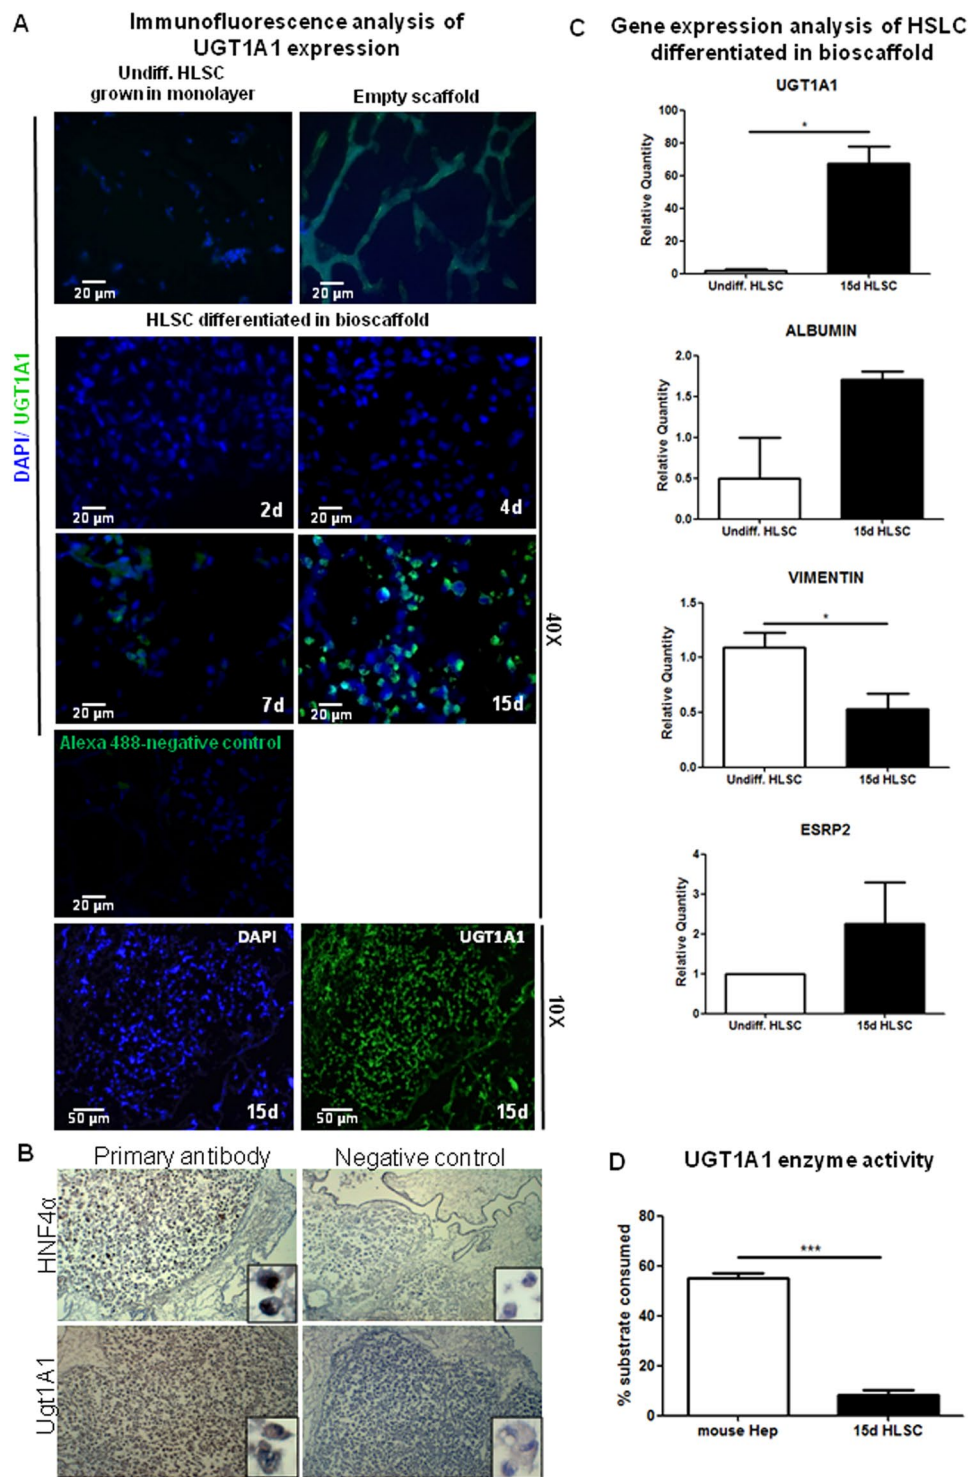 A
Immunofluorescence analysis of
UGT1A1 expression
Undiff. HLSC
grown in monolayer
Empty scaffold
DAPI/ UGT1A1
20 µm
20 µm
HLSC differentiated in bioscaffold
20 µm
2d
20 µm
4d
20 µm
7d
20 µm
15d
40X
Alexa 488-negative control
20 µm
DAPI
50 µm
15d
UGT1A1
50 µm
15d
10X
B
Primary antibody
Negative control
HNF4α
Ugt1A1
C
Gene expression analysis of HSLC
differentiated in bioscaffold
UGT1A1
Relative Quantity
100
80
60
40
20
0
*
Undiff. HLSC
15d HLSC
ALBUMIN
Relative Quantity
2.0
1.5
1.0
0.5
0.0
Undiff. HLSC
15d HLSC
VIMENTIN
Relative Quantity
1.5
1.0
0.5
0.0
*
Undiff. HLSC
15d HLSC
ESRP2
Relative Quantity
4
3
2
1
0
Undiff. HLSC
15d HLSC
D
UGT1A1 enzyme activity
% substrate consumed
80
60
40
20
0
***
mouse Hep
15d HLSC